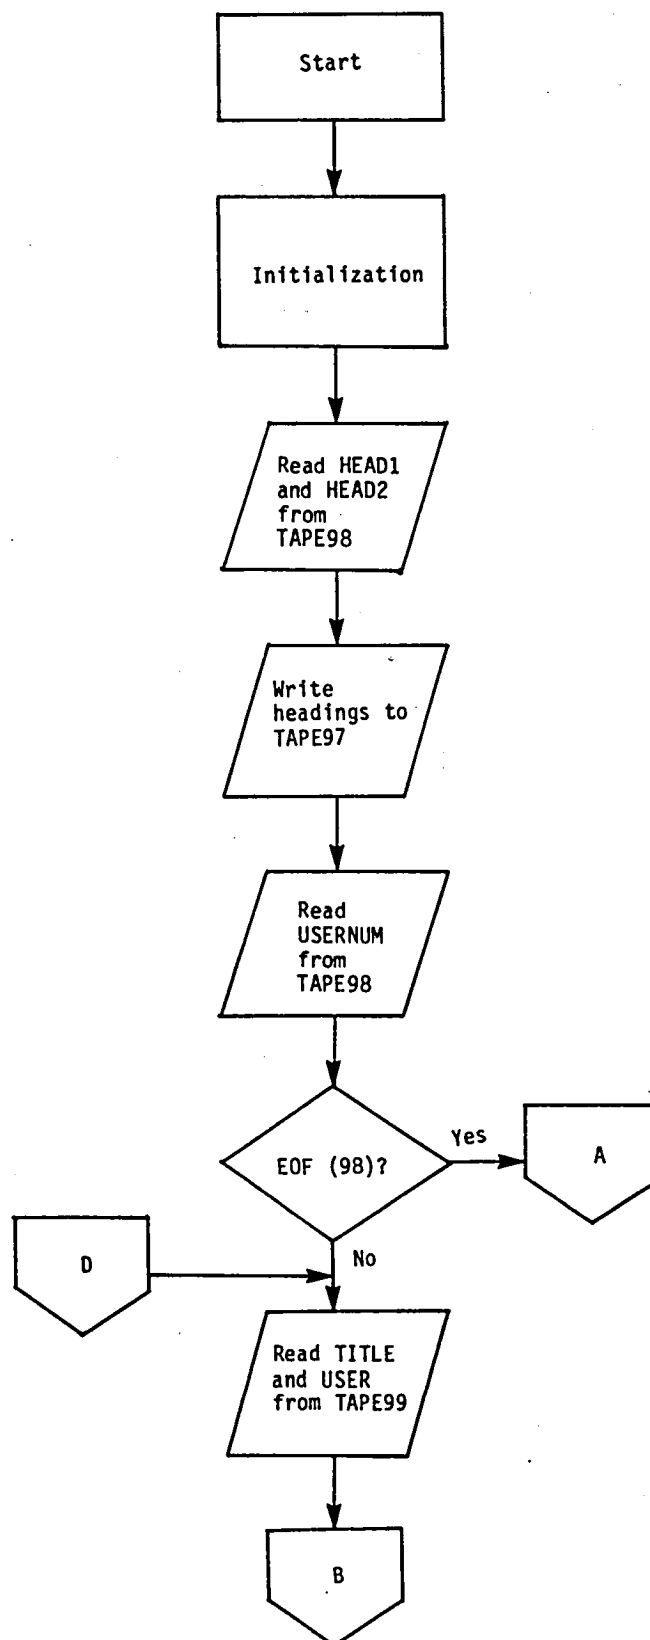 Start
Initialization
Read HEAD1
and HEAD2
from
TAPE98
Write
headings to
TAPE97
Read
USERNUM
from
TAPE98
EOF (98)?
Yes
A
D
No
Read TITLE
and USER
from TAPE99
B